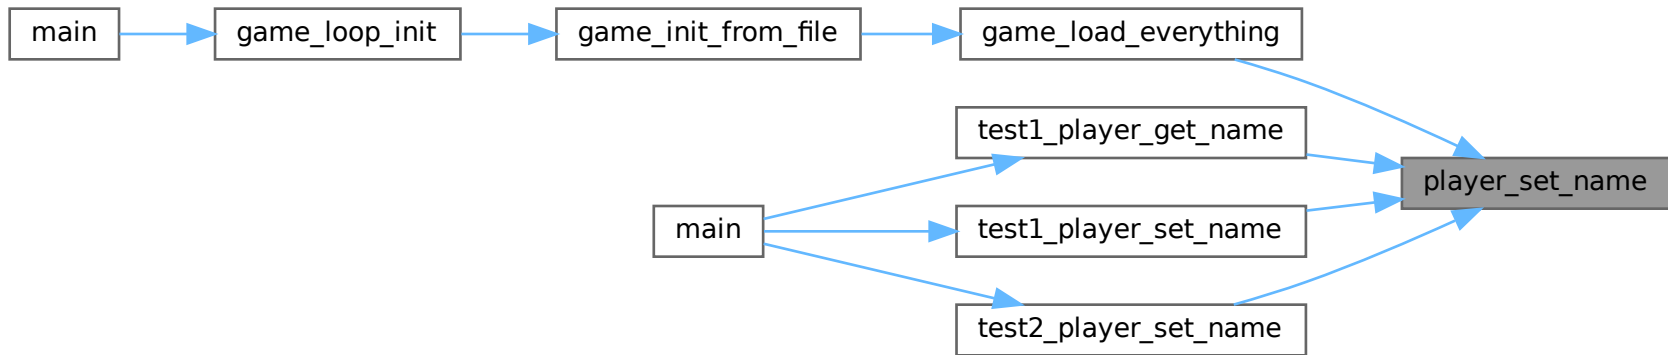 main
game_loop_init
game_init_from_file
game_load_everything
test1_player_get_name
player_set_name
main
test1_player_set_name
test2_player_set_name